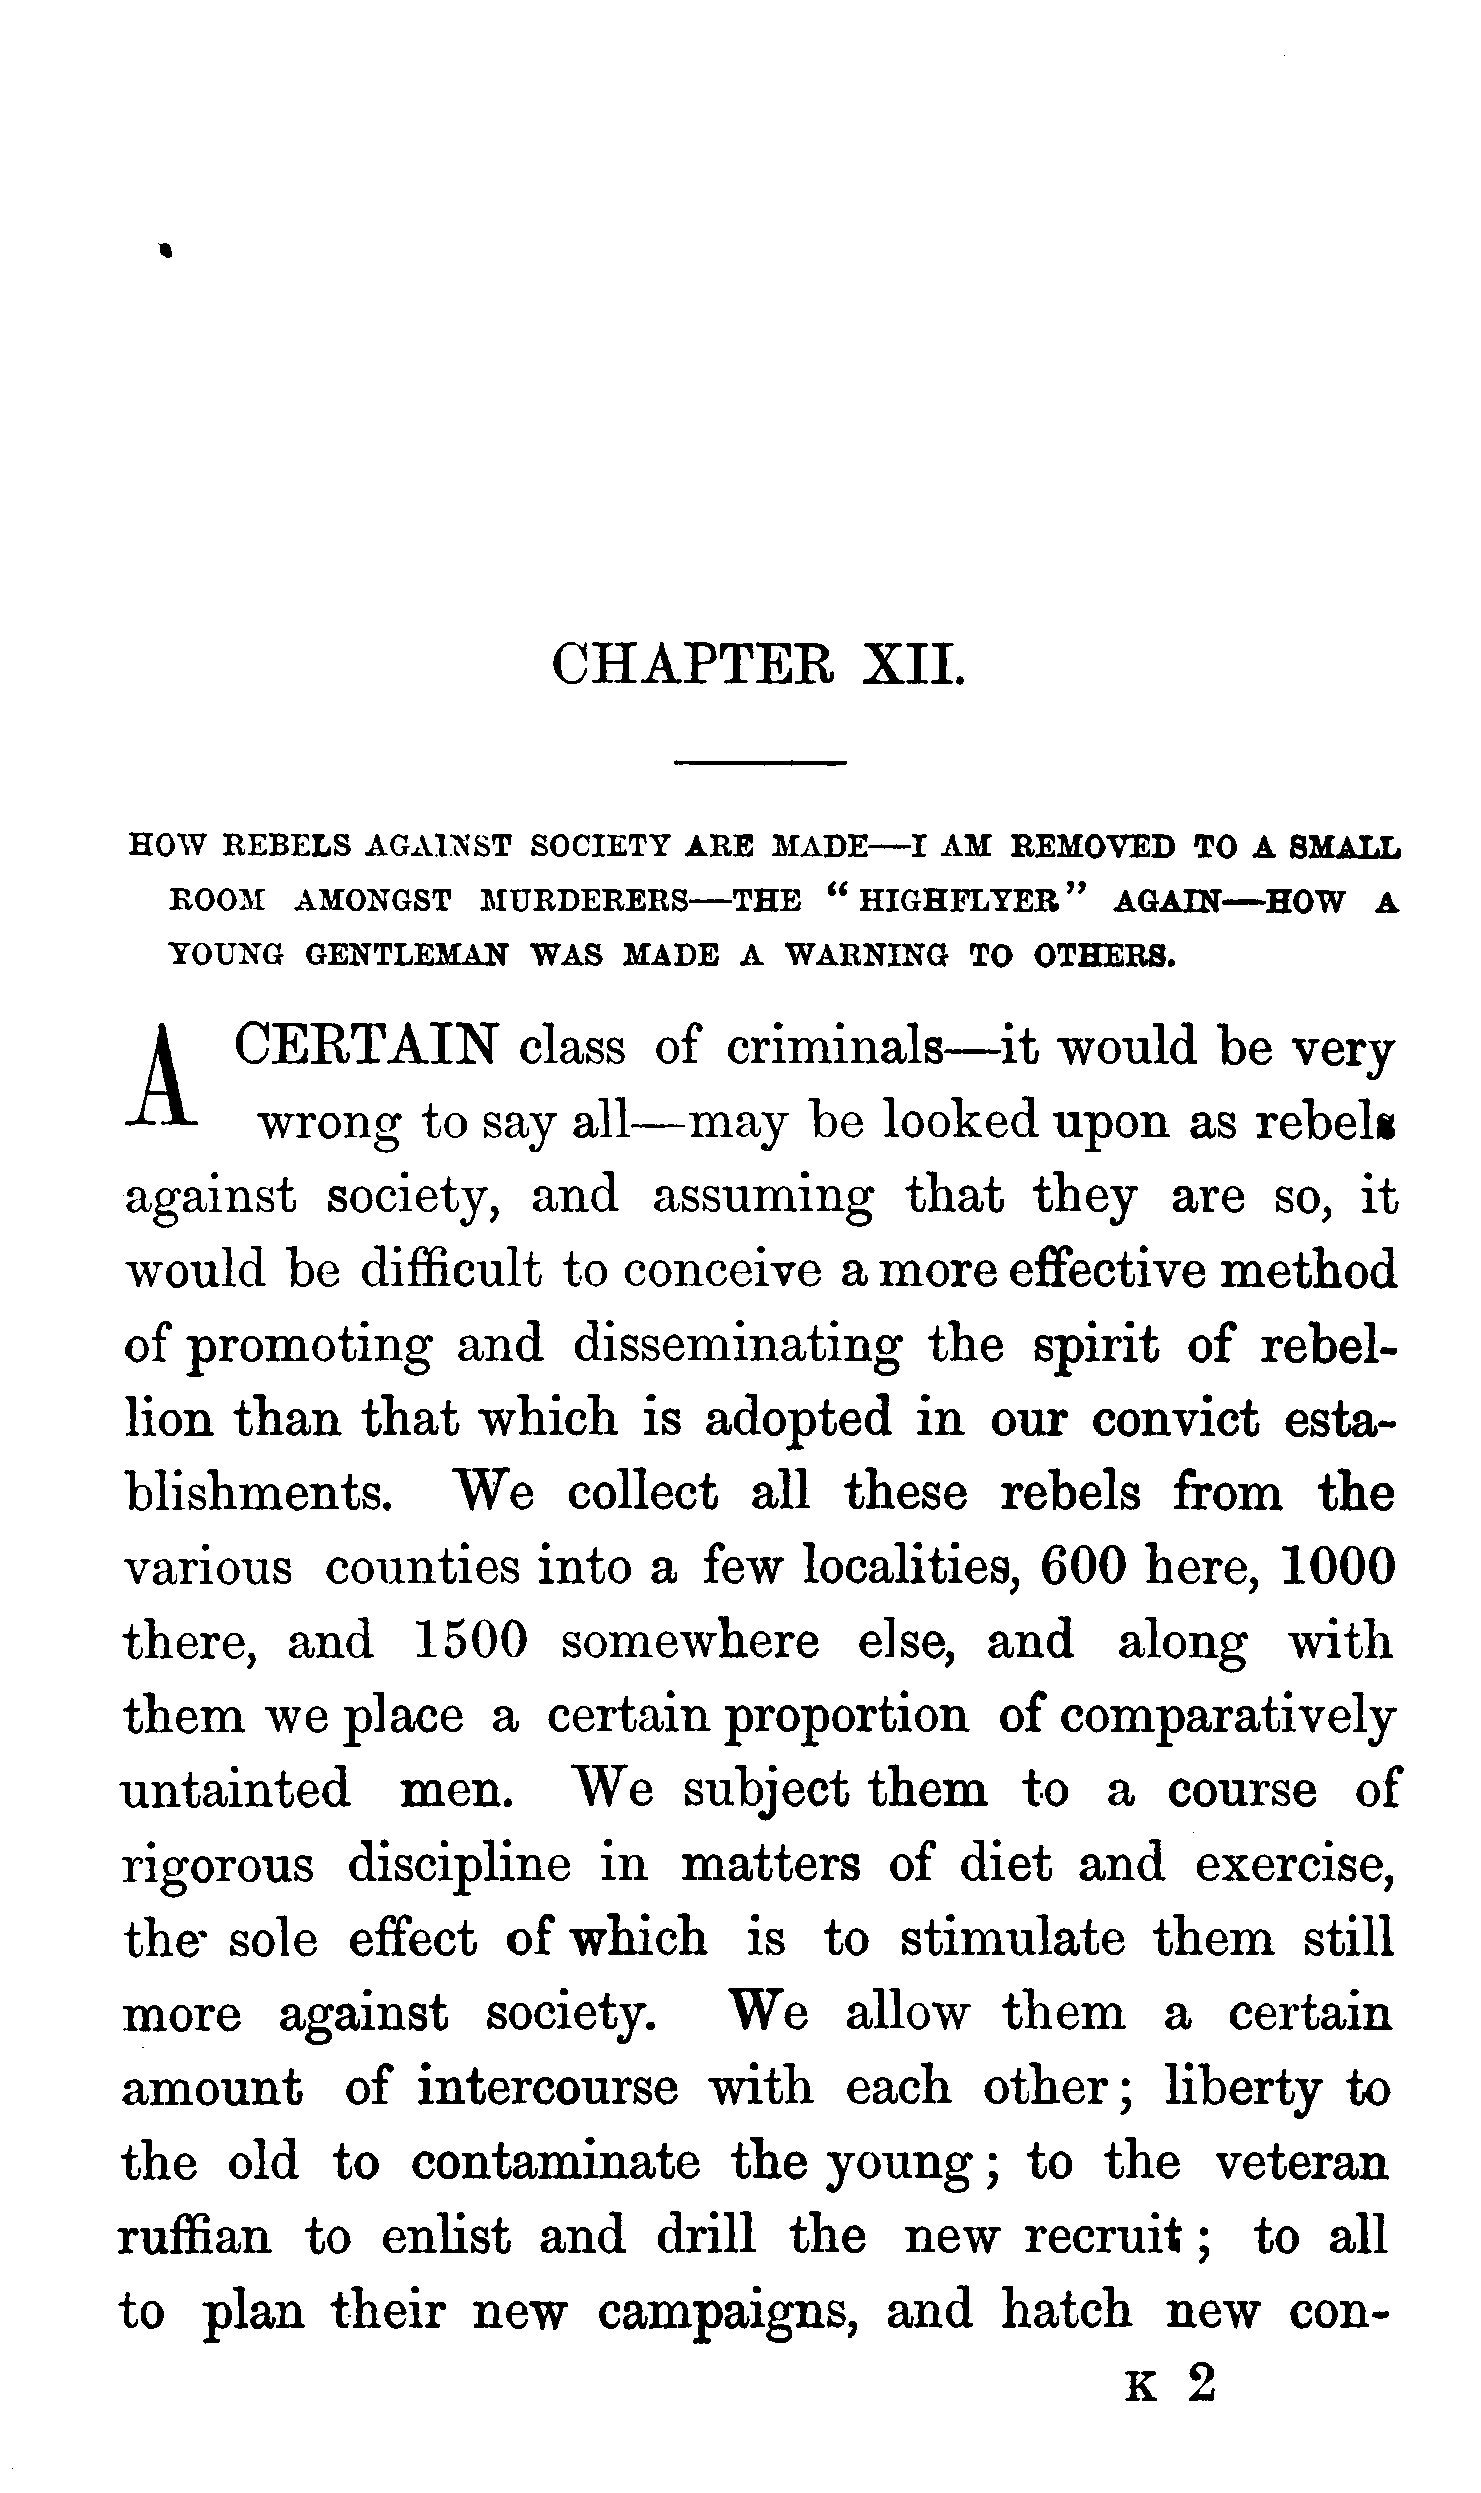 CHAPTER XII.
HOW REBELS AGAINST SOCIETY ARE MADE—I AM REMOVED TO A SMALL
ROOM AMONGST MURDERERS—THE "HIGHFLYER" AGAIN—HOW A
YOUNG GENTLEMAN WAS MADE A WARNING TO OTHERS.
A CERTAIN class of criminals—it would be very
wrong to say all—may be looked upon as rebels
against society, and assuming that they are so, it
would be difficult to conceive a more effective method
of promoting and disseminating the spirit of rebel-
lion than that which is adopted in our convict esta-
blishments. We collect all these rebels from the
various counties into a few localities, 600 here, 1000
there, and 1500 somewhere else, and along with
them we place a certain proportion of comparatively
untainted men. We subject them to a course of
rigorous discipline in matters of diet and exercise,
the sole effect of which is to stimulate them still
more against society. We allow them a certain
amount of intercourse with each other; liberty to
the old to contaminate the young; to the veteran
ruffian to enlist and drill the new recruit; to all
to plan their new campaigns, and hatch new con-
K 2